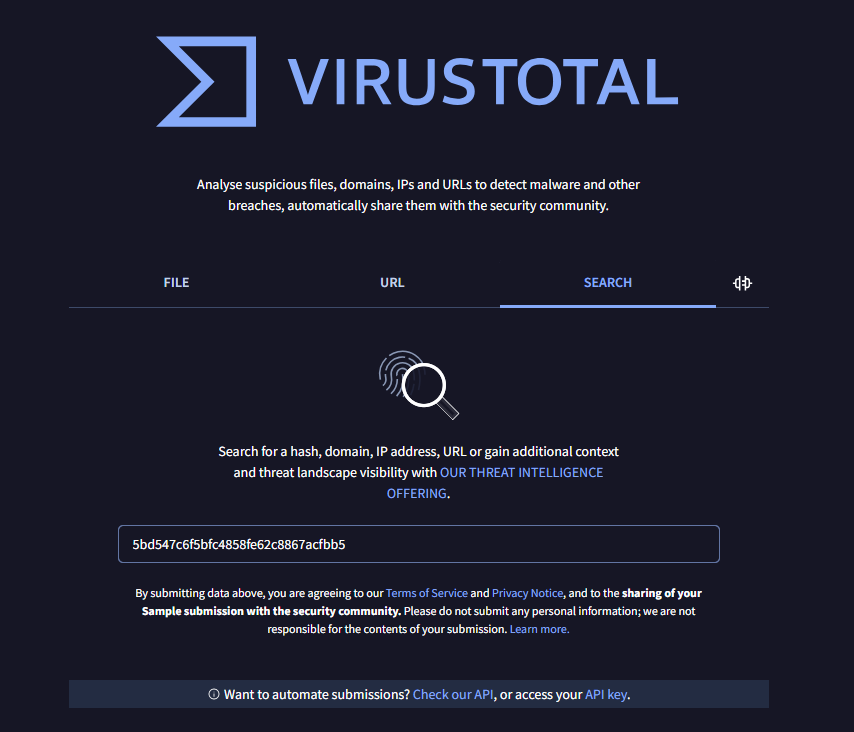 VIRUSTOTAL
Analyse suspicious files, domains, IPs and URLs to detect malware and other
breaches, automatically share them with the security community.
FILE URL SEARCH
Search for a hash, domain, IP address, URL or gain additional context
and threat landscape visibility with OUR THREAT INTELLIGENCE
OFFERING.
5bd547c6f5bfc4858fe62c8867acfbb5
By submitting data above, you are agreeing to our Terms of Service and Privacy Notice, and to the sharing of your
Sample submission with the security community. Please do not submit any personal information; we are not
responsible for the contents of your submission. Learn more.
Want to automate submissions? Check our API, or access your API key.